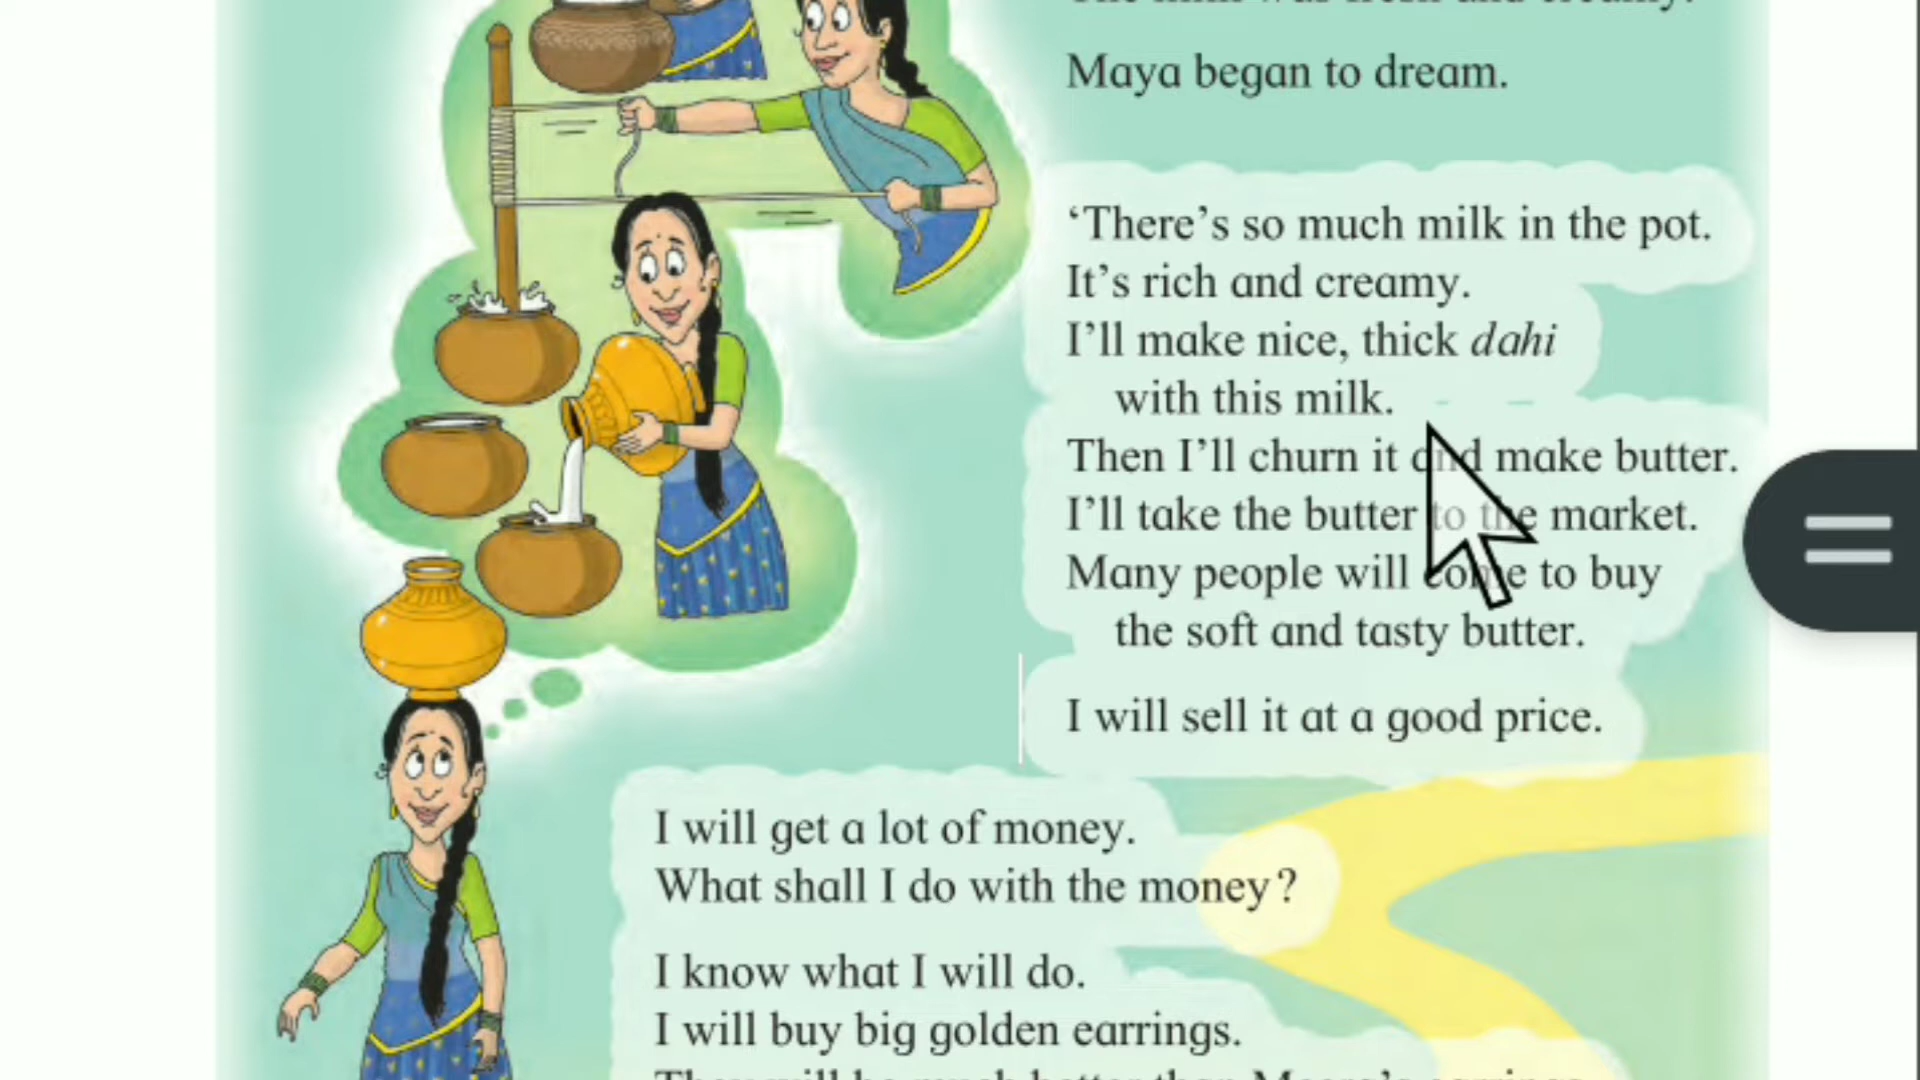 Maya began to dream.
‘There’s so much milk in the pot.
It’s rich and creamy.
I’ll make nice, thick dahi
with this milk.
Then I’ll churn it and make butter.
I’ll take the butter to the market.
Many people will come to buy
the soft and tasty butter.
I will sell it at a good price.
I will get a lot of money.
What shall I do with the money?
I know what I will do.
I will buy big golden earrings.